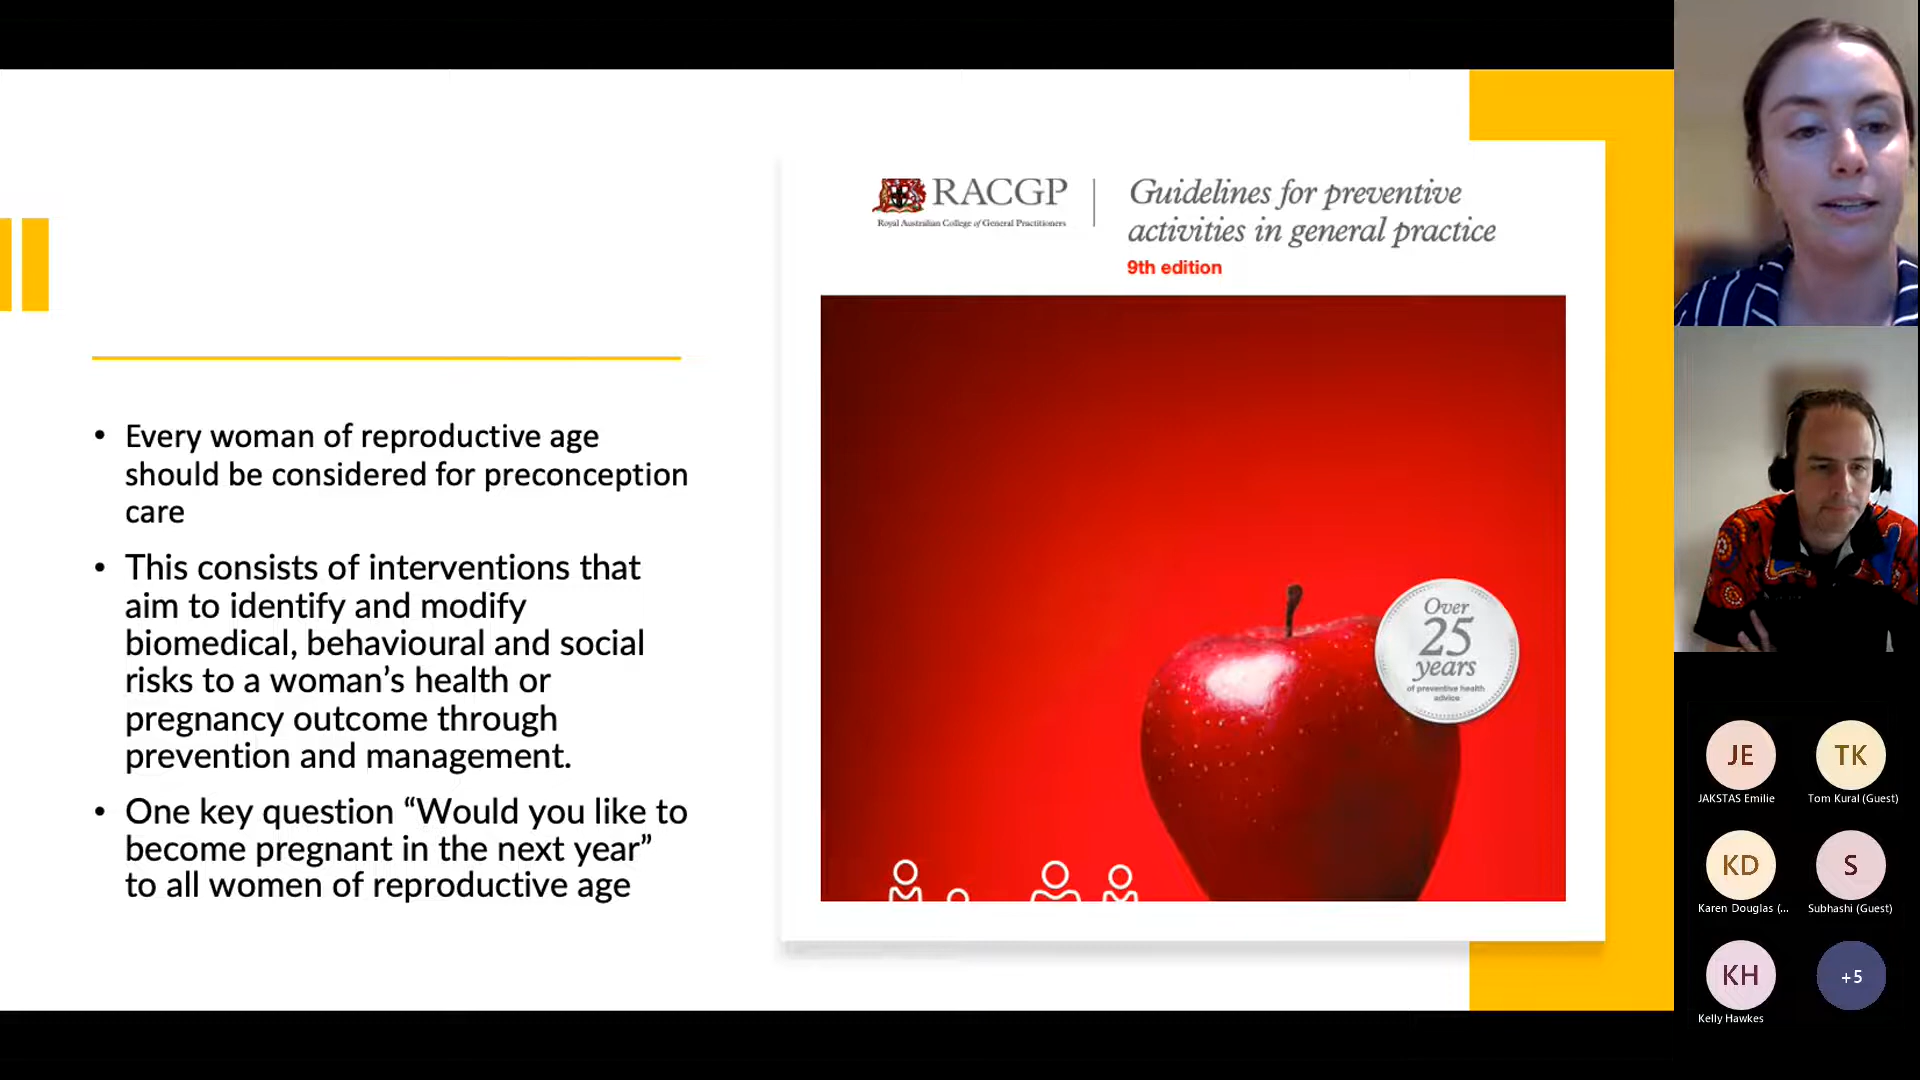 • Every woman of reproductive age
should be considered for preconception
care
• This consists of interventions that
aim to identify and modify
biomedical, behavioural and social
risks to a woman’s health or
pregnancy outcome through
prevention and management.
• One key question “Would you like to
become pregnant in the next year”
to all women of reproductive age
RACGP
Royal Australian College of General Practitioners
Guidelines for preventive
activities in general practice
9th edition
Over
25
years
of preventive health
advice
JE
JAKSTAS Emilie
TK
Tom Kural (Guest)
KD
Karen Douglas (...
S
Subhashi (Guest)
KH
Kelly Hawkes
+5